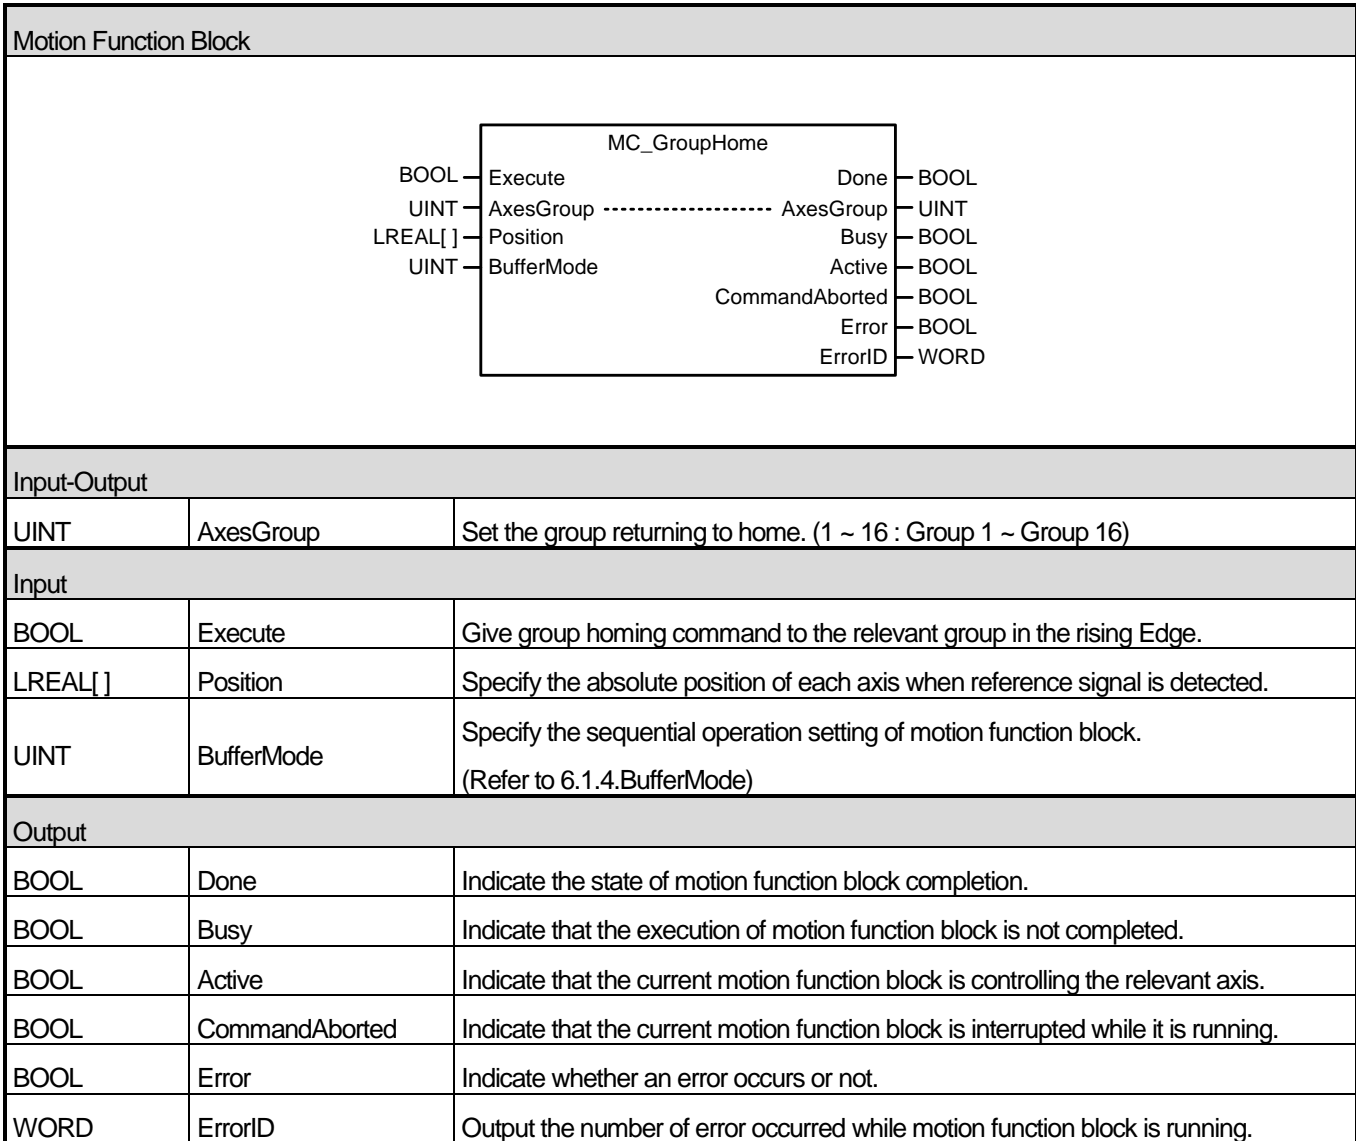 Motion Function Block
MC_GroupHome
BOOL Execute Done BOOL
UINT AxesGroup AxesGroup UINT
LREAL[ ] Position Busy BOOL
UINT BufferMode Active BOOL
CommandAborted BOOL
Error BOOL
ErrorID WORD
Input-Output
UINT AxesGroup Set the group returning to home. (1 ~ 16 : Group 1 ~ Group 16)
Input
BOOL Execute Give group homing command to the relevant group in the rising Edge.
LREAL[ ] Position Specify the absolute position of each axis when reference signal is detected.
UINT BufferMode Specify the sequential operation setting of motion function block.
(Refer to 6.1.4.BufferMode)
Output
BOOL Done Indicate the state of motion function block completion.
BOOL Busy Indicate that the execution of motion function block is not completed.
BOOL Active Indicate that the current motion function block is controlling the relevant axis.
BOOL CommandAborted Indicate that the current motion function block is interrupted while it is running.
BOOL Error Indicate whether an error occurs or not.
WORD ErrorID Output the number of error occurred while motion function block is running.